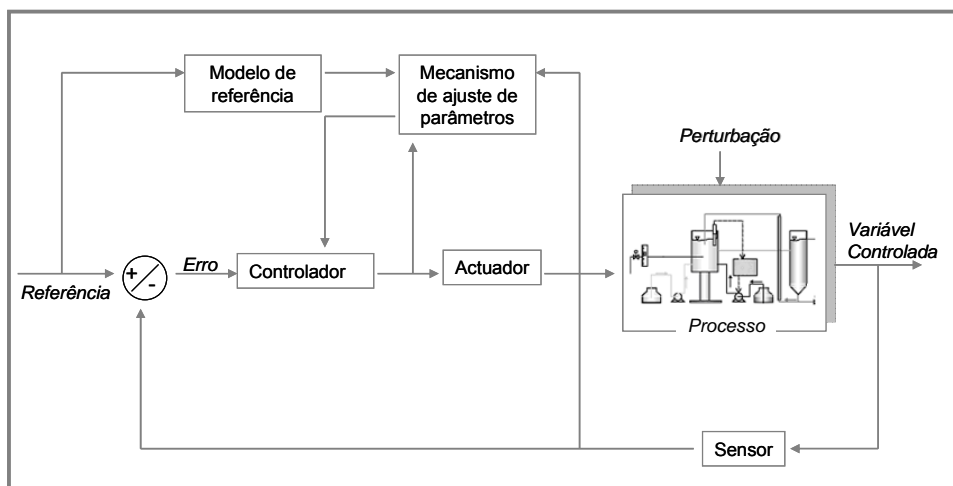 Modelo de
referência
Mecanismo
de ajuste de
parâmetros
Perturbação
Variável
Controlada
+
-
Erro
Controlador
Actuador
Referência
Processo
Sensor